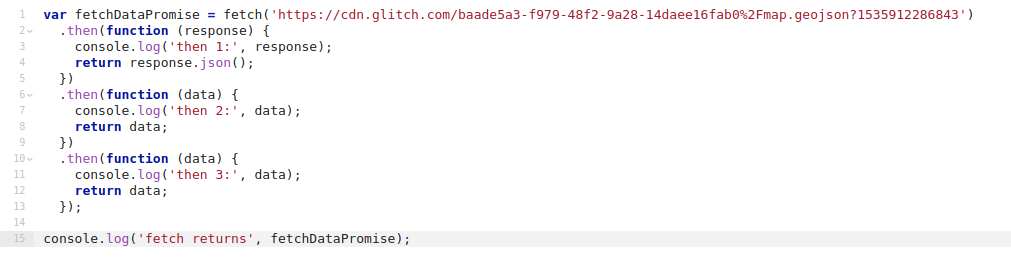 1 var fetchDataPromise = fetch('https://cdn.glitch.com/baade5a3-f979-48f2-9a28-14daee16fab0%2Fmap.geojson?1535912286843')
2 .then(function (response) {
3 console.log('then 1:', response);
4 return response.json();
5 })
6 .then(function (data) {
7 console.log('then 2:', data);
8 return data;
9 })
10 .then(function (data) {
11 console.log('then 3:', data);
12 return data;
13 });
14
15 console.log('fetch returns', fetchDataPromise);